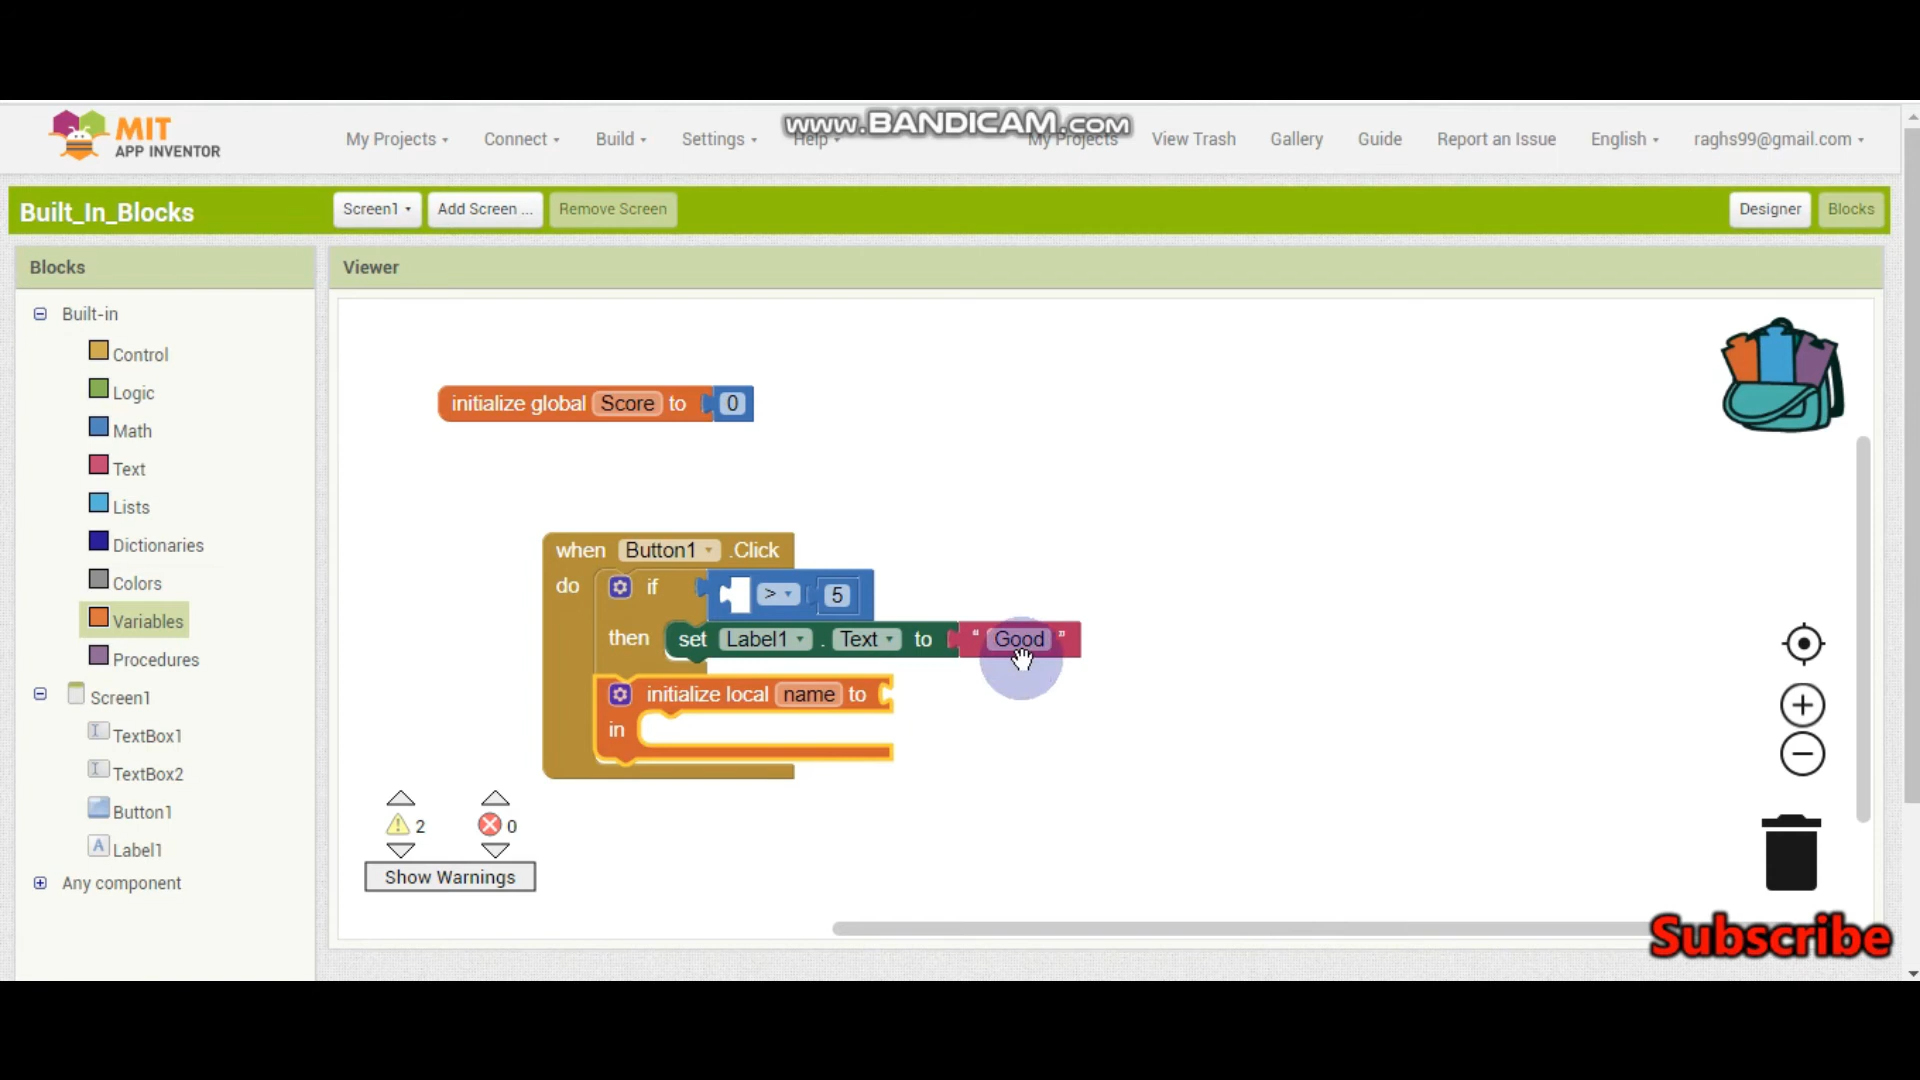 www.BANDICAM.com
MIT
APP INVENTOR
My Projects
Connect
Build
Settings
Help
My Projects
View Trash
Gallery
Guide
Report an Issue
English
raghs99@gmail.com
Built_In_Blocks
Screen1
Add Screen ...
Remove Screen
Designer
Blocks
Blocks
Viewer
Built-in
Control
Logic
Math
Text
Lists
Dictionaries
Colors
Variables
Procedures
Screen1
TextBox1
TextBox2
Button1
A Label1
Any component
initialize global Score to 0
when Button1 .Click
do if > 5
then set Label1 . Text to " Good "
initialize local name to
in
2
0
Show Warnings
Subscribe